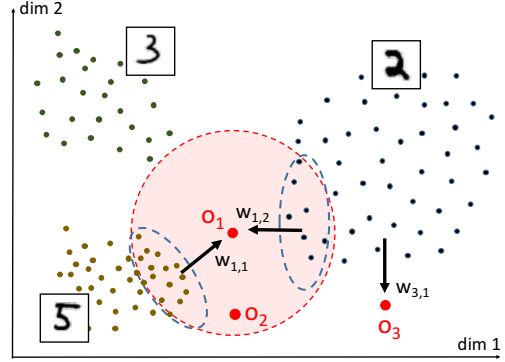 dim 2
3
2
o₁
w₁,₂
w₁,₁
5
o₂
w₃,₁
o₃
dim 1